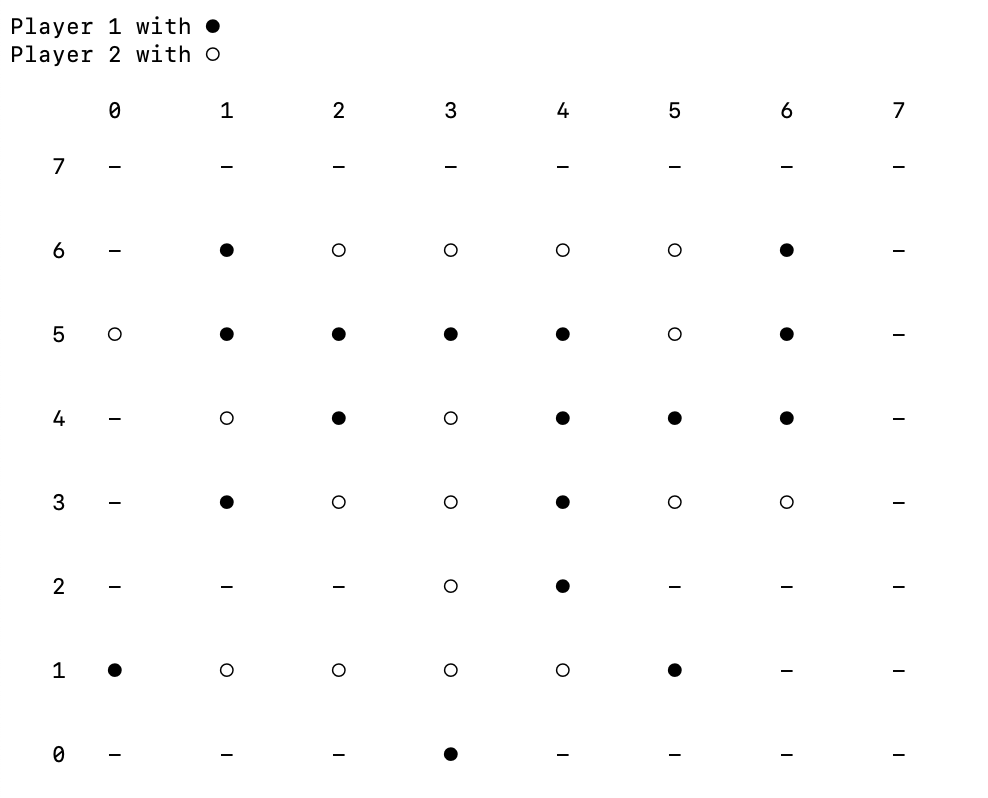 Player 1 with ●
Player 2 with ○
0 1 2 3 4 5 6 7
7 – – – – – – – –
6 – ● ○ ○ ○ ○ ● –
5 ○ ● ● ● ● ○ ● –
4 – ○ ● ○ ● ● ● –
3 – ● ○ ○ ● ○ ○ –
2 – – – ○ ● – – –
1 ● ○ ○ ○ ○ ● – –
0 – – – ● – – – –